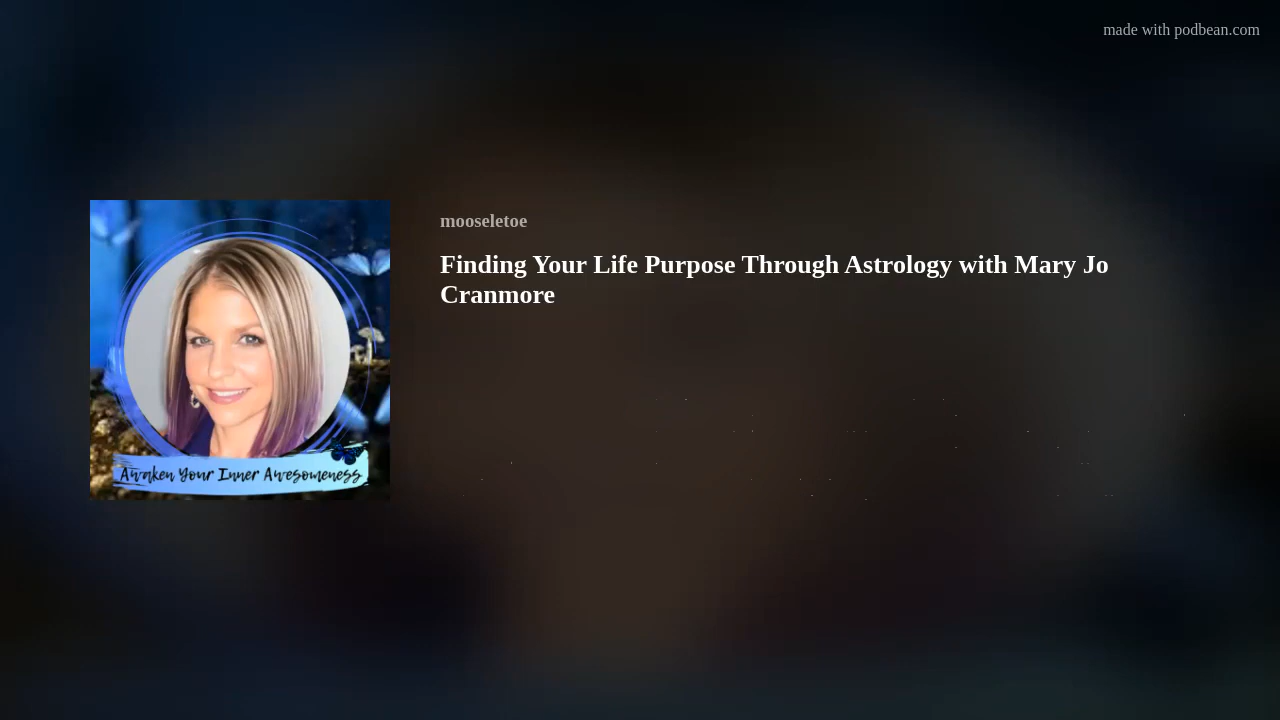 made with podbean.com
mooseletoe
Finding Your Life Purpose Through Astrology with Mary Jo
Cranmore
Awaken Your Inner Awesomeness